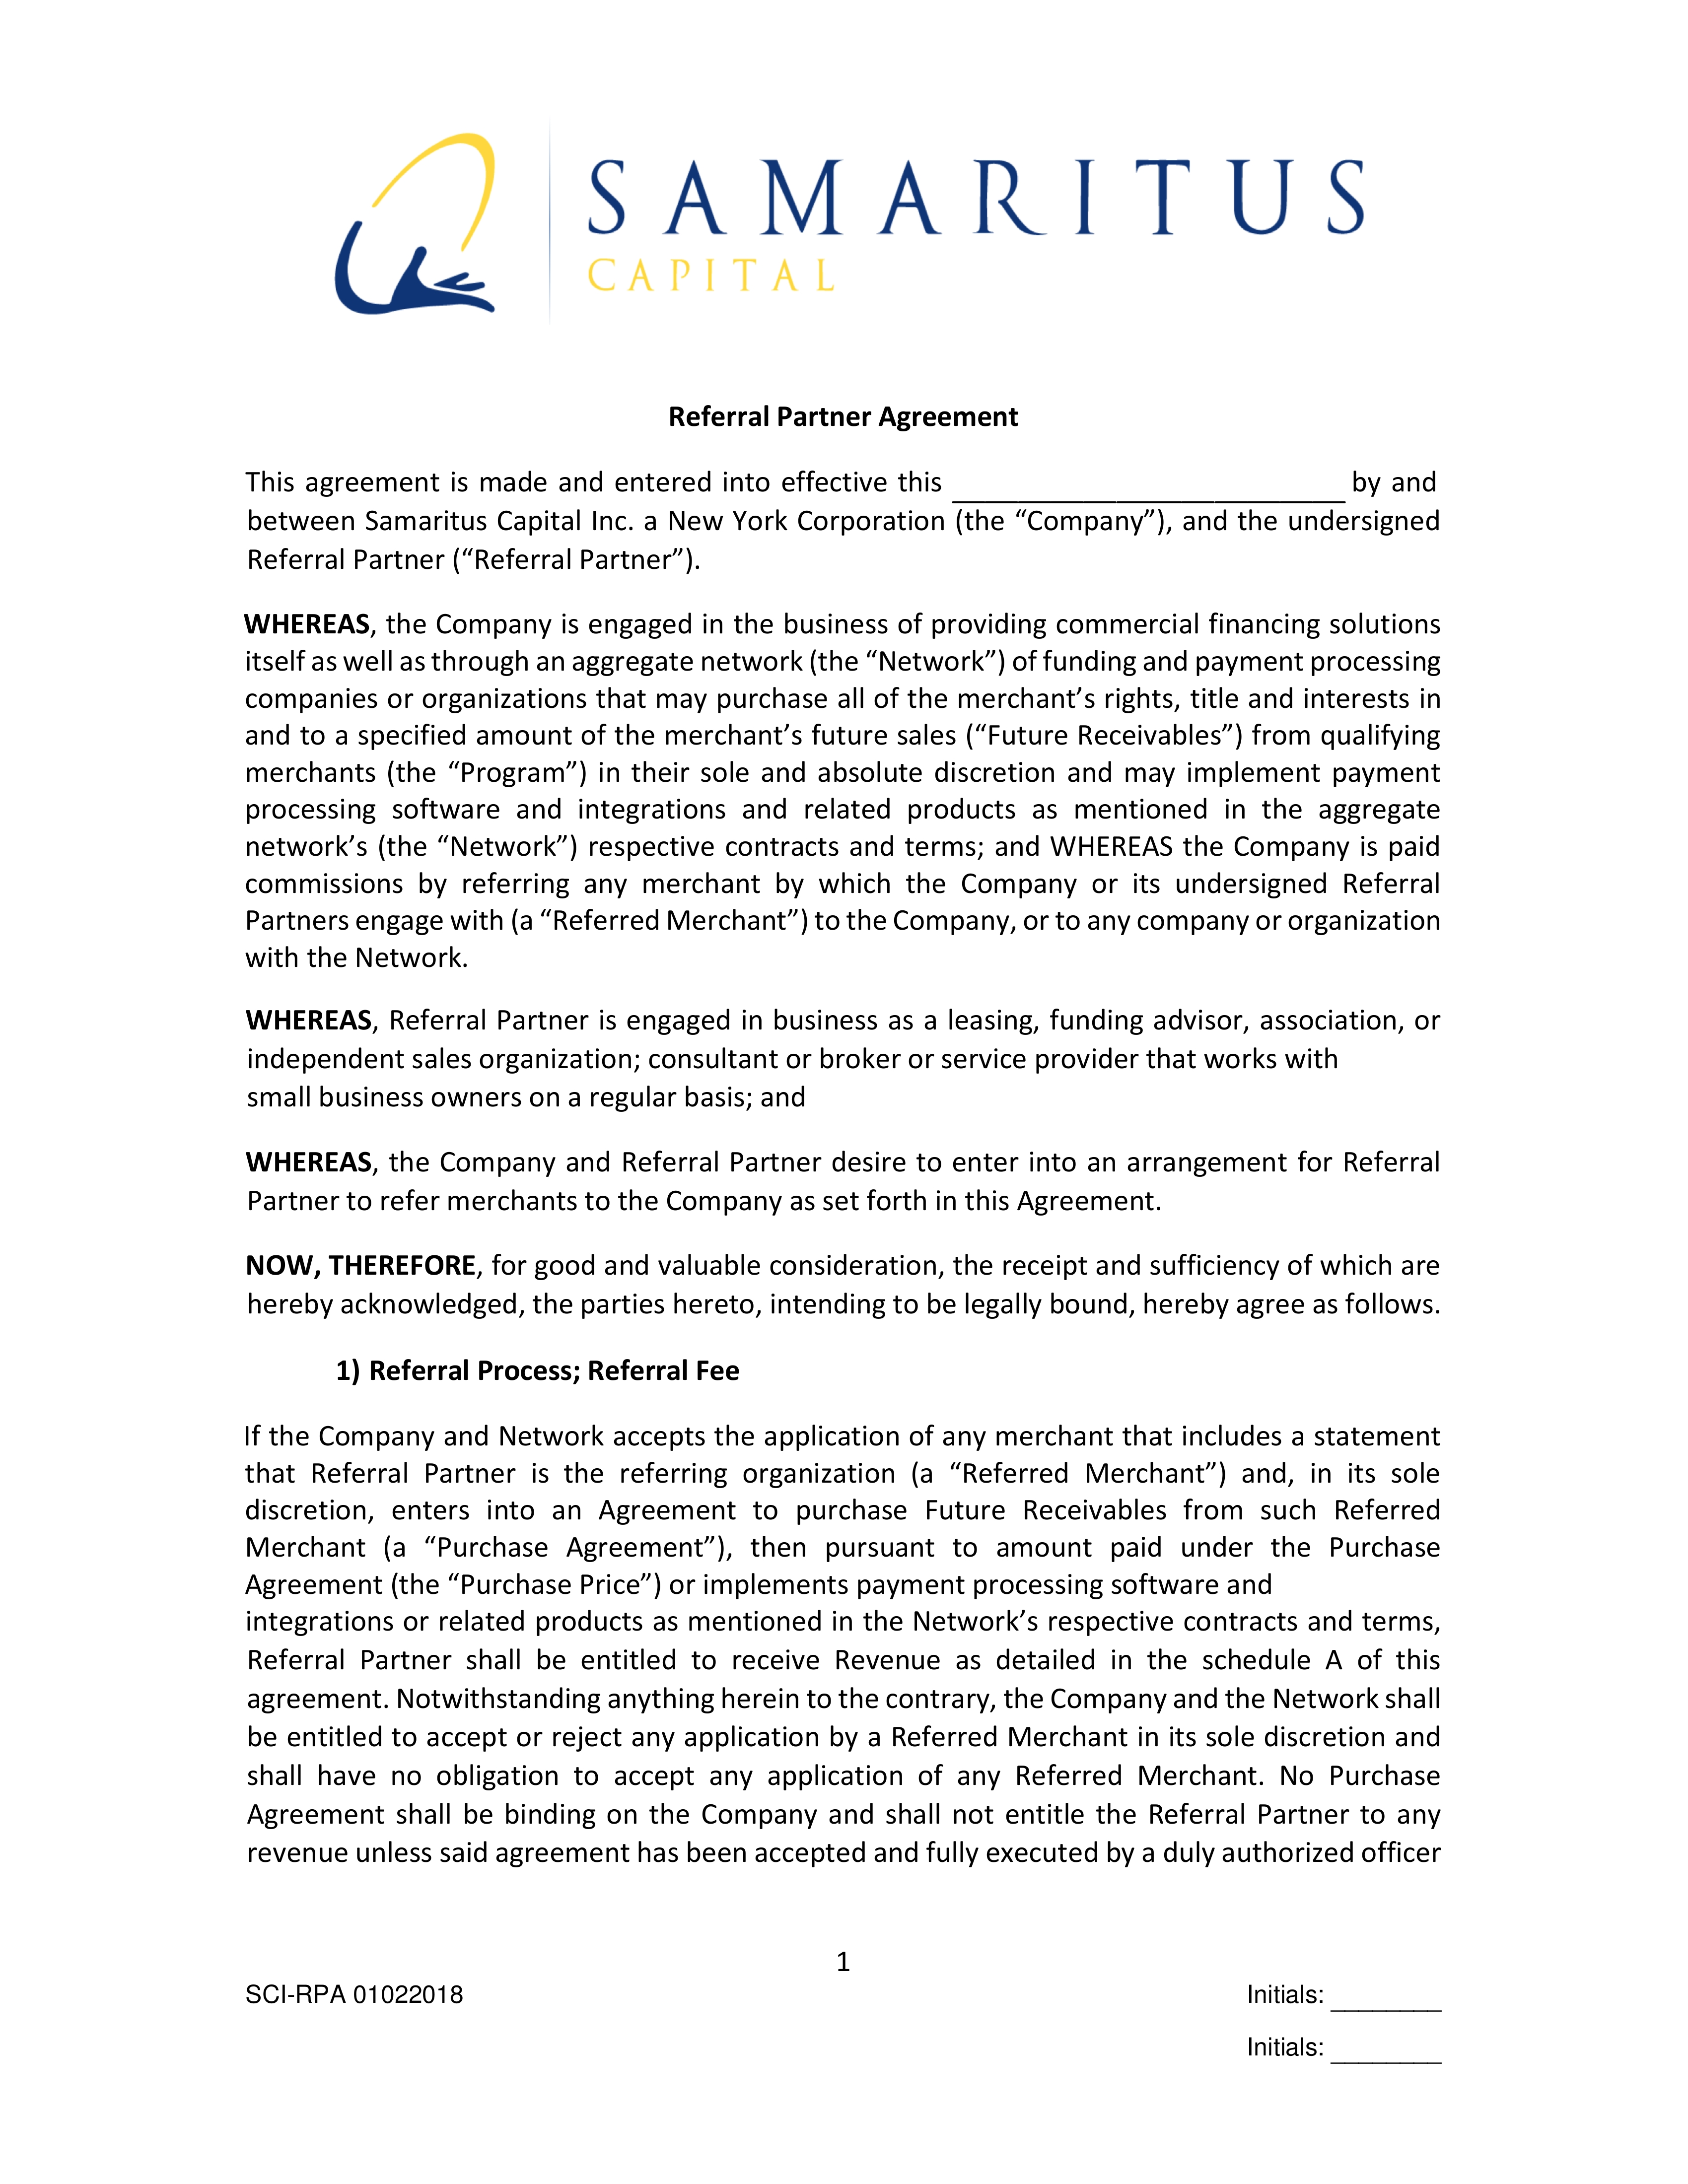 SAMARITUS
CAPITAL
Referral Partner Agreement
This agreement is made and entered into effective this ____________________________ by and
between Samaritus Capital Inc. a New York Corporation (the “Company”), and the undersigned
Referral Partner (“Referral Partner”).
WHEREAS, the Company is engaged in the business of providing commercial financing solutions
itself as well as through an aggregate network (the “Network”) of funding and payment processing
companies or organizations that may purchase all of the merchant’s rights, title and interests in
and to a specified amount of the merchant’s future sales (“Future Receivables”) from qualifying
merchants (the “Program”) in their sole and absolute discretion and may implement payment
processing software and integrations and related products as mentioned in the aggregate
network’s (the “Network”) respective contracts and terms; and WHEREAS the Company is paid
commissions by referring any merchant by which the Company or its undersigned Referral
Partners engage with (a “Referred Merchant”) to the Company, or to any company or organization
with the Network.
WHEREAS, Referral Partner is engaged in business as a leasing, funding advisor, association, or
independent sales organization; consultant or broker or service provider that works with
small business owners on a regular basis; and
WHEREAS, the Company and Referral Partner desire to enter into an arrangement for Referral
Partner to refer merchants to the Company as set forth in this Agreement.
NOW, THEREFORE, for good and valuable consideration, the receipt and sufficiency of which are
hereby acknowledged, the parties hereto, intending to be legally bound, hereby agree as follows.
1) Referral Process; Referral Fee
If the Company and Network accepts the application of any merchant that includes a statement
that Referral Partner is the referring organization (a “Referred Merchant”) and, in its sole
discretion, enters into an Agreement to purchase Future Receivables from such Referred
Merchant (a “Purchase Agreement”), then pursuant to amount paid under the Purchase
Agreement (the “Purchase Price”) or implements payment processing software and
integrations or related products as mentioned in the Network’s respective contracts and terms,
Referral Partner shall be entitled to receive Revenue as detailed in the schedule A of this
agreement. Notwithstanding anything herein to the contrary, the Company and the Network shall
be entitled to accept or reject any application by a Referred Merchant in its sole discretion and
shall have no obligation to accept any application of any Referred Merchant. No Purchase
Agreement shall be binding on the Company and shall not entitle the Referral Partner to any
revenue unless said agreement has been accepted and fully executed by a duly authorized officer
1
SCI-RPA 01022018 Initials: ________
Initials: ________